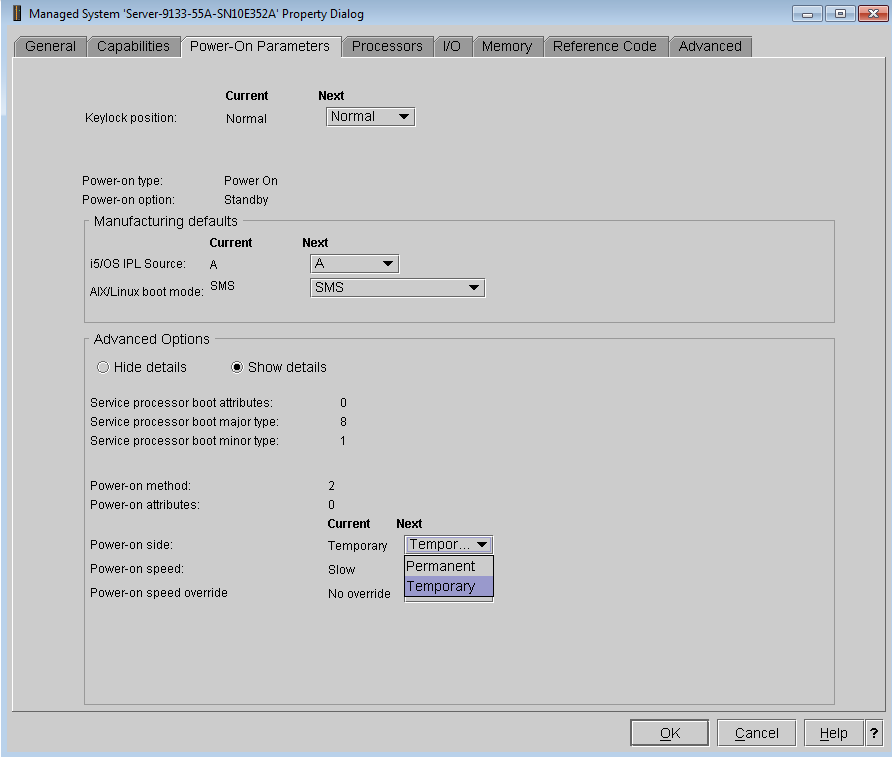 Managed System 'Server-9133-55A-SN10E352A' Property Dialog
General Capabilities Power-On Parameters Processors I/O Memory Reference Code Advanced
Current Next
Keylock position: Normal Normal
Power-on type: Power On
Power-on option: Standby
Manufacturing defaults
Current Next
i5/OS IPL Source: A A
AIX/Linux boot mode: SMS SMS
Advanced Options
Hide details Show details
Service processor boot attributes: 0
Service processor boot major type: 8
Service processor boot minor type: 1
Power-on method: 2
Power-on attributes: 0
Current Next
Power-on side: Temporary Tempor...
Power-on speed: Slow Permanent
Temporary
Power-on speed override No override
OK Cancel Help ?